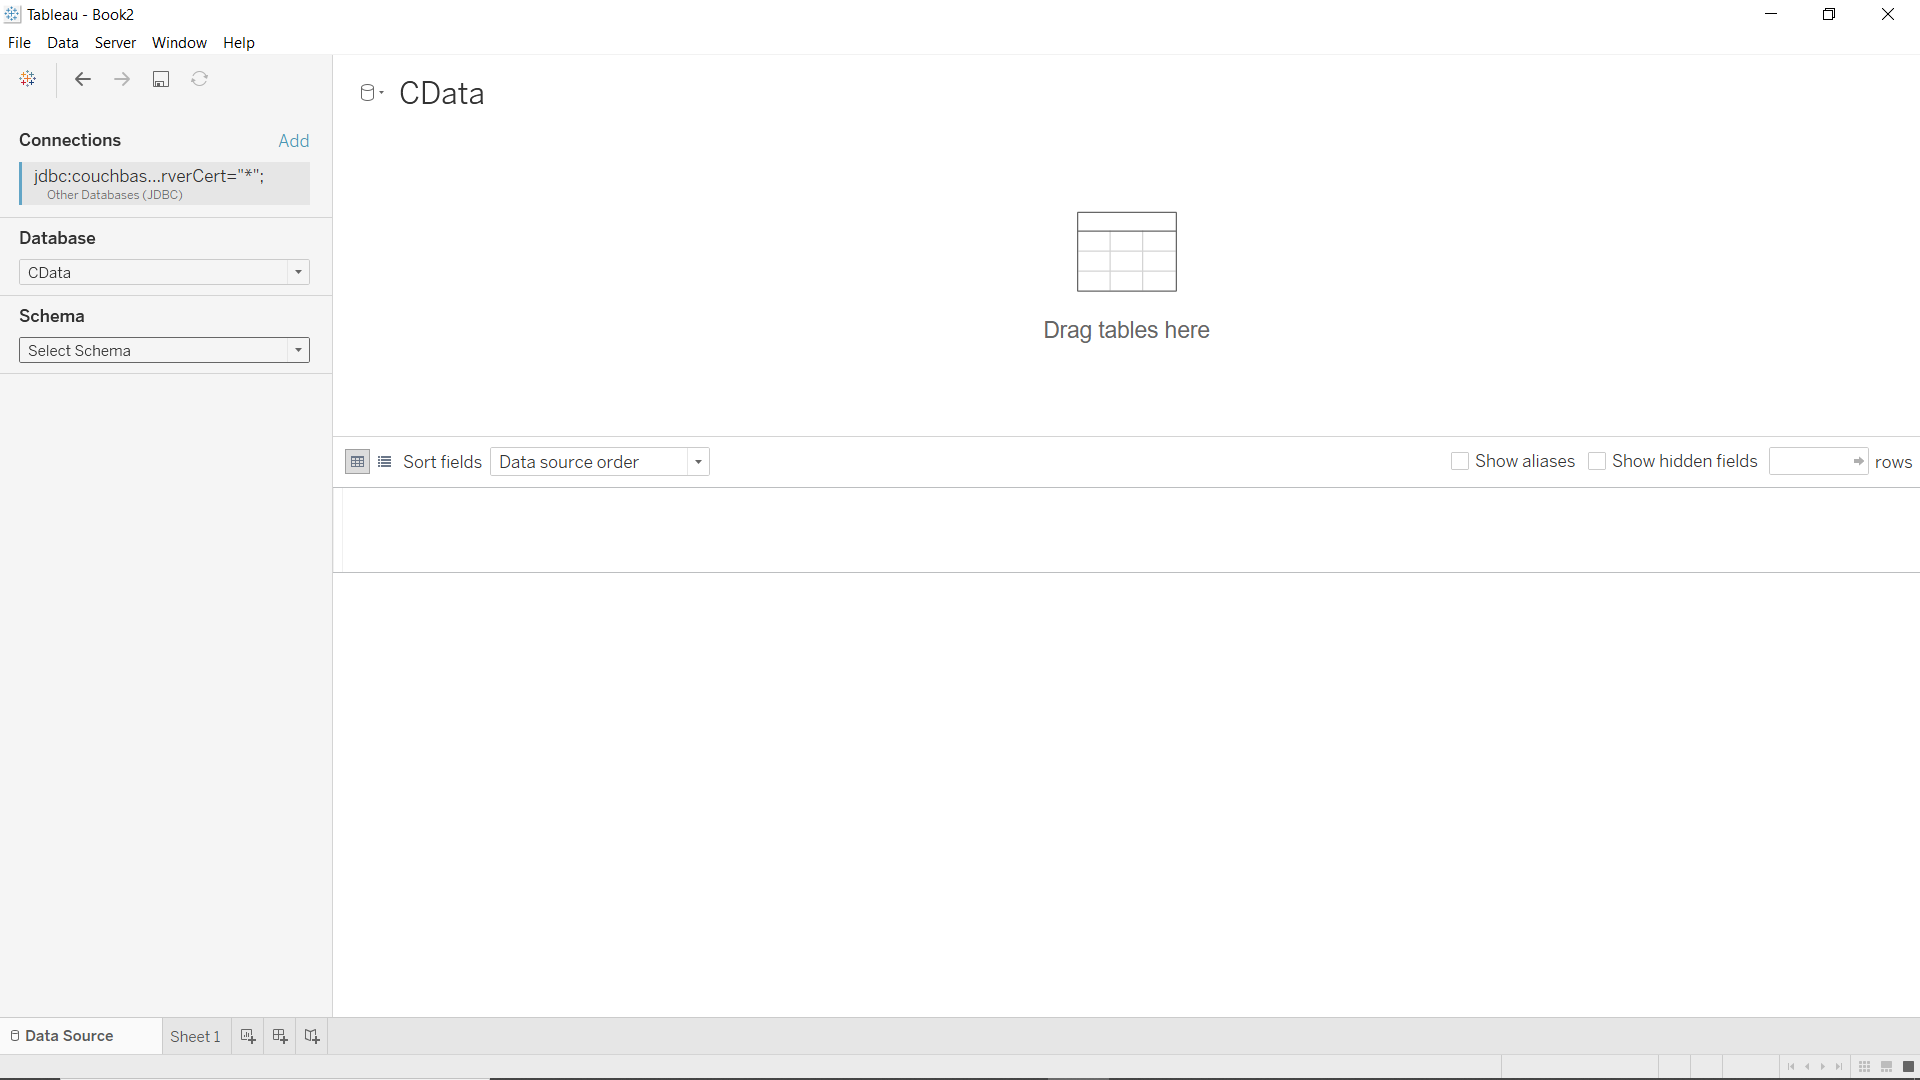 Tableau - Book2
File Data Server Window Help
CData
Connections Add
jdbc:couchbas...rverCert="*";
Other Databases (JDBC)
Database
CData
Schema
Select Schema
Drag tables here
Sort fields Data source order Show aliases Show hidden fields rows
Data Source Sheet 1